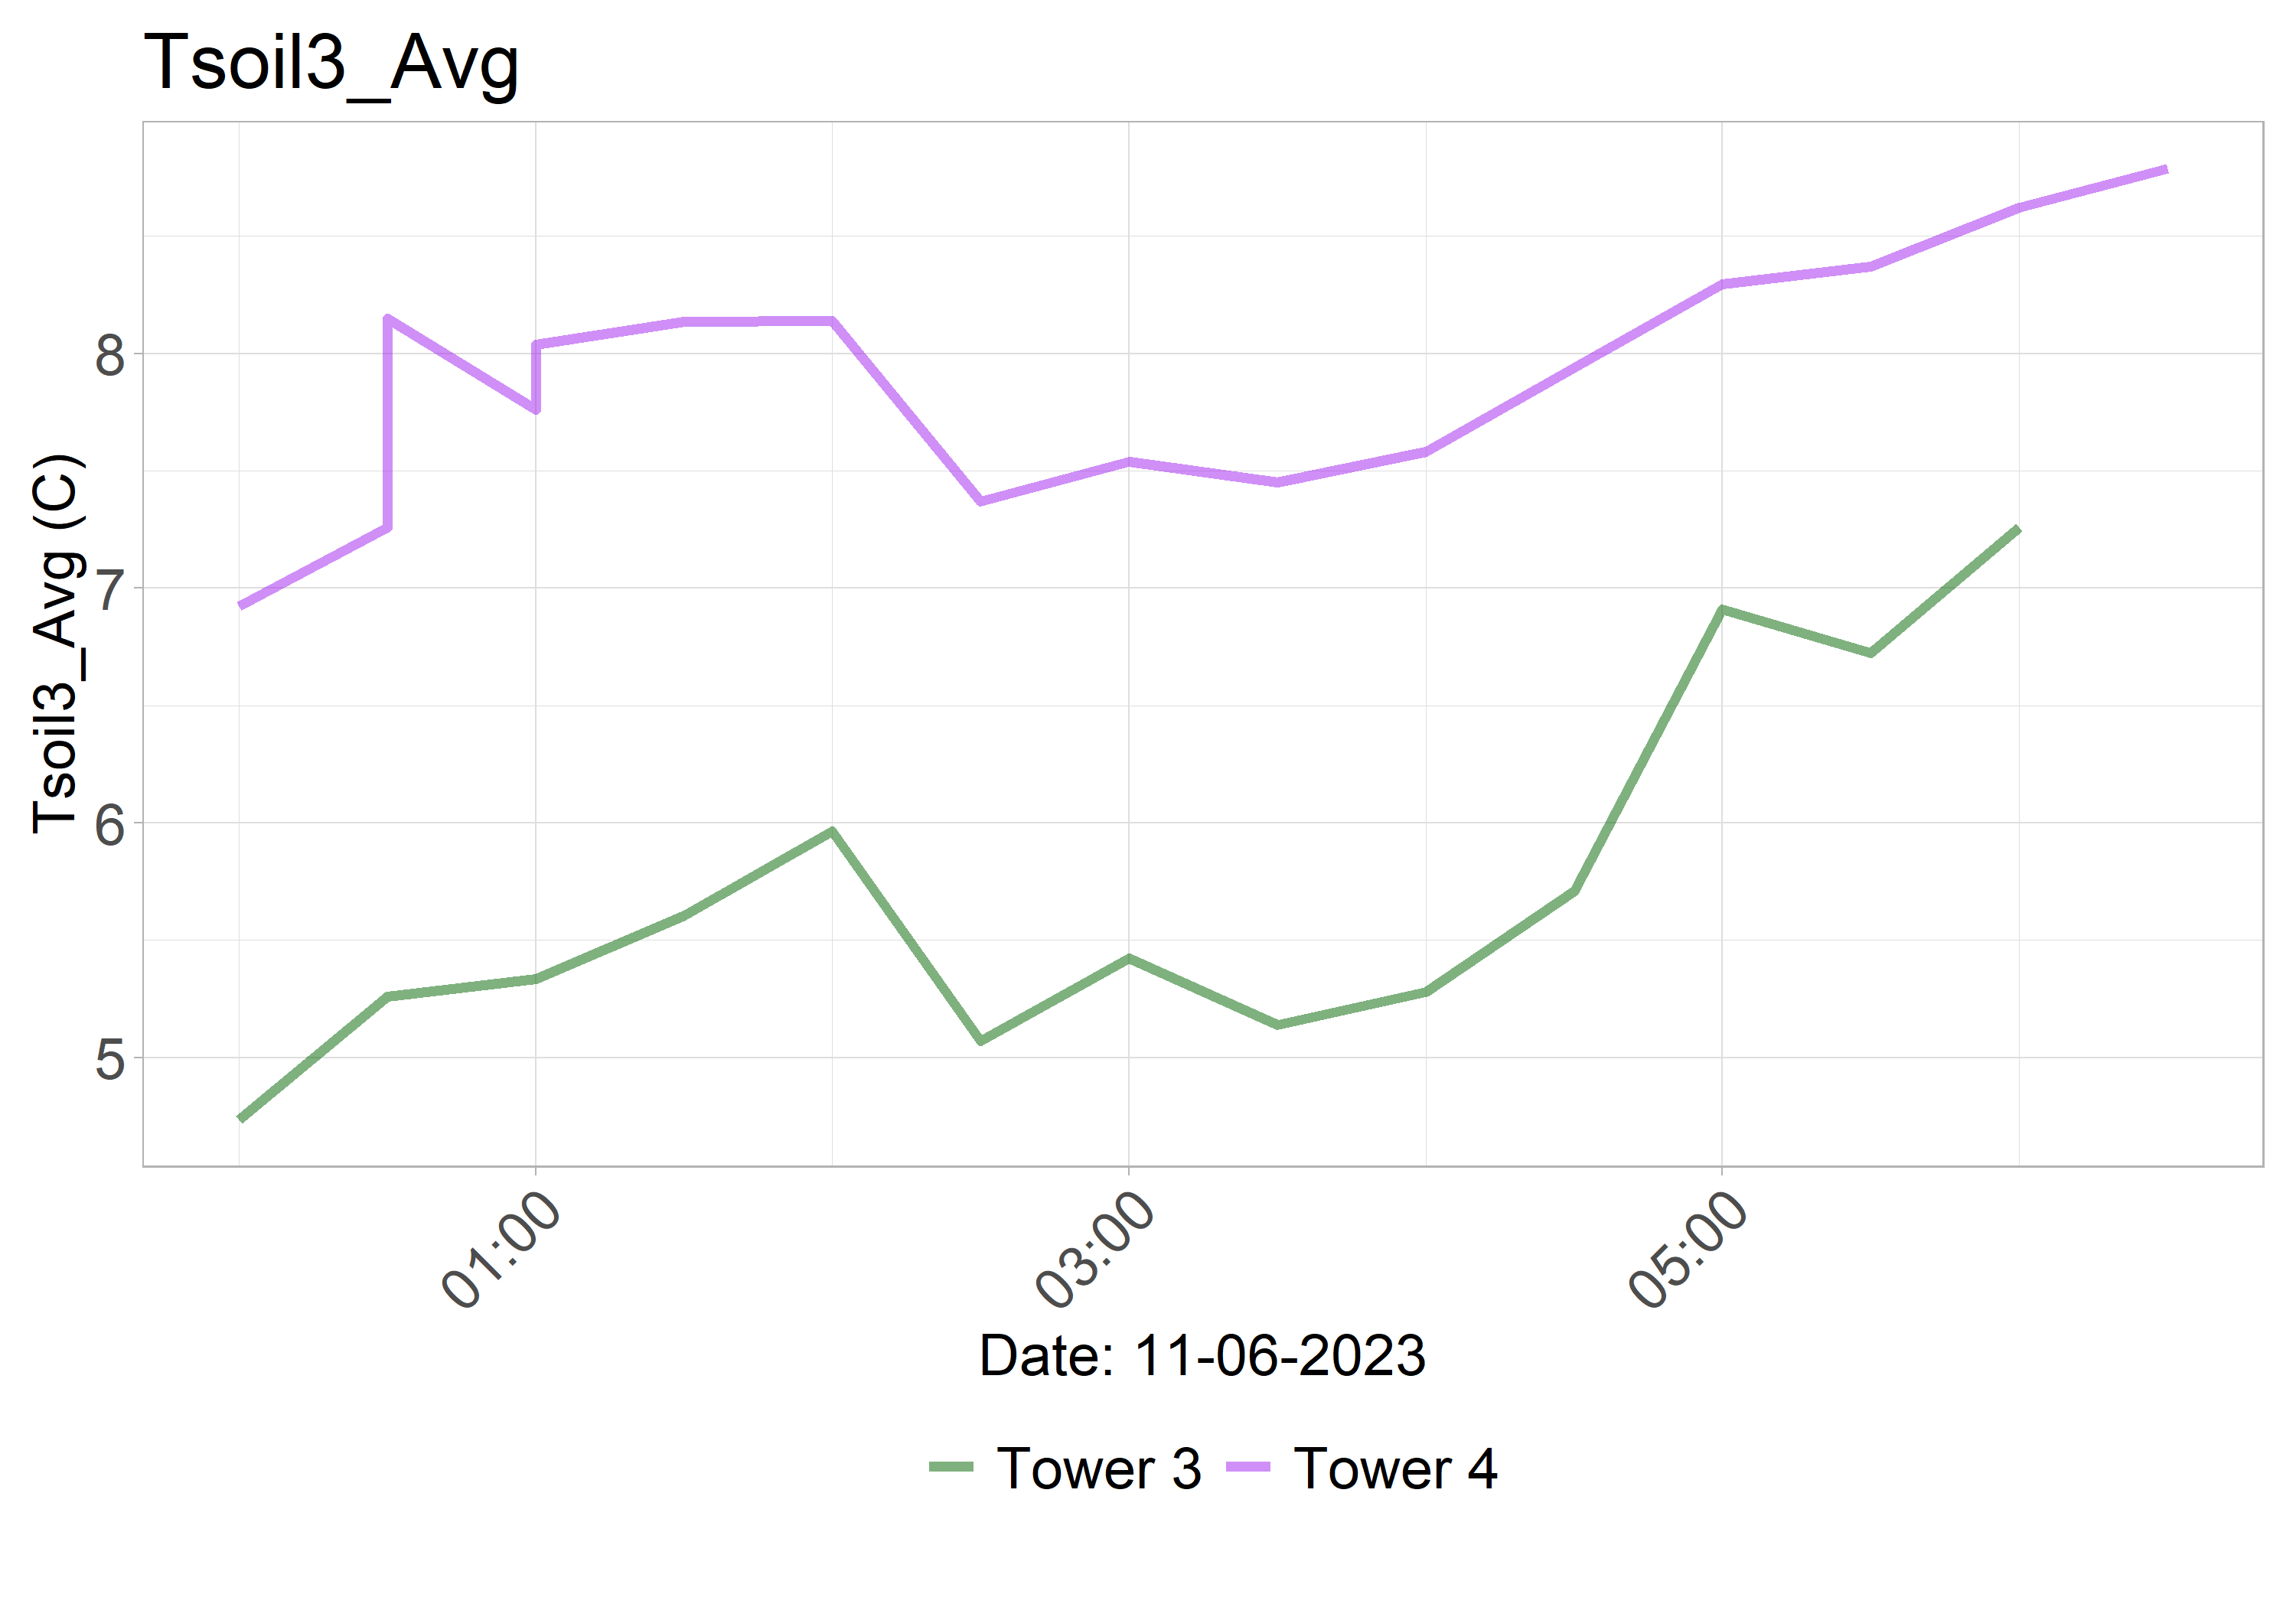 Tsoil3_Avg
Tsoil3_Avg (C)
8
7
6
5
01:00
03:00
05:00
Date: 11-06-2023
Tower 3
Tower 4